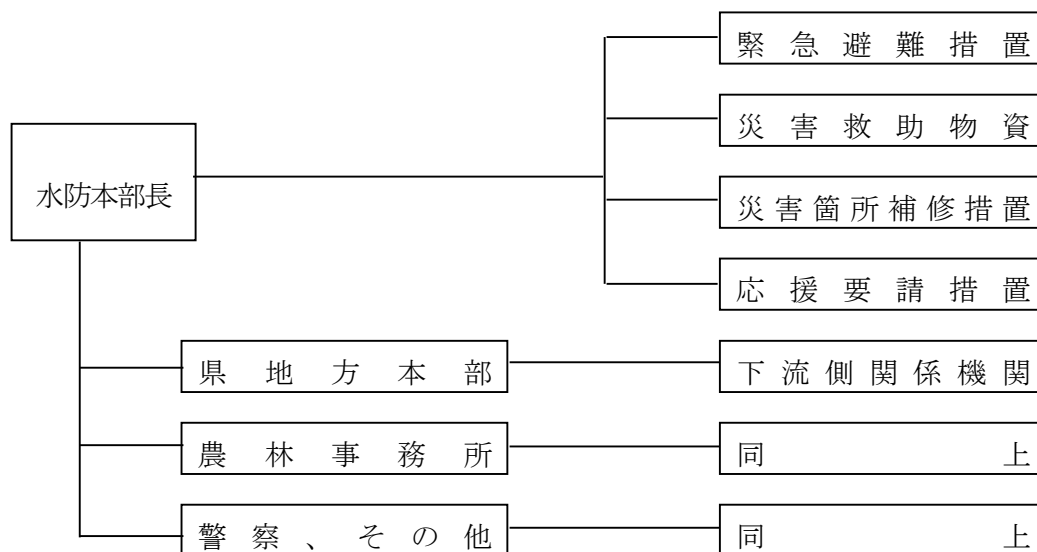 緊急避難措置
災害救助物資
水防本部長
災害箇所補修措置
応援要請措置
県地方本部
下流側関係機関
農林事務所
同上
警察、その他
同上